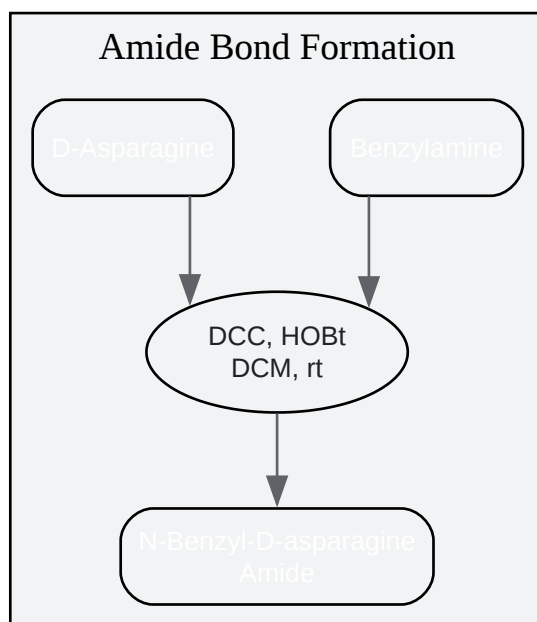 Amide Bond Formation
D-Asparagine
Benzylamine
DCC, HOBt
DCM, rt
N-Benzyl-D-asparagine
Amide